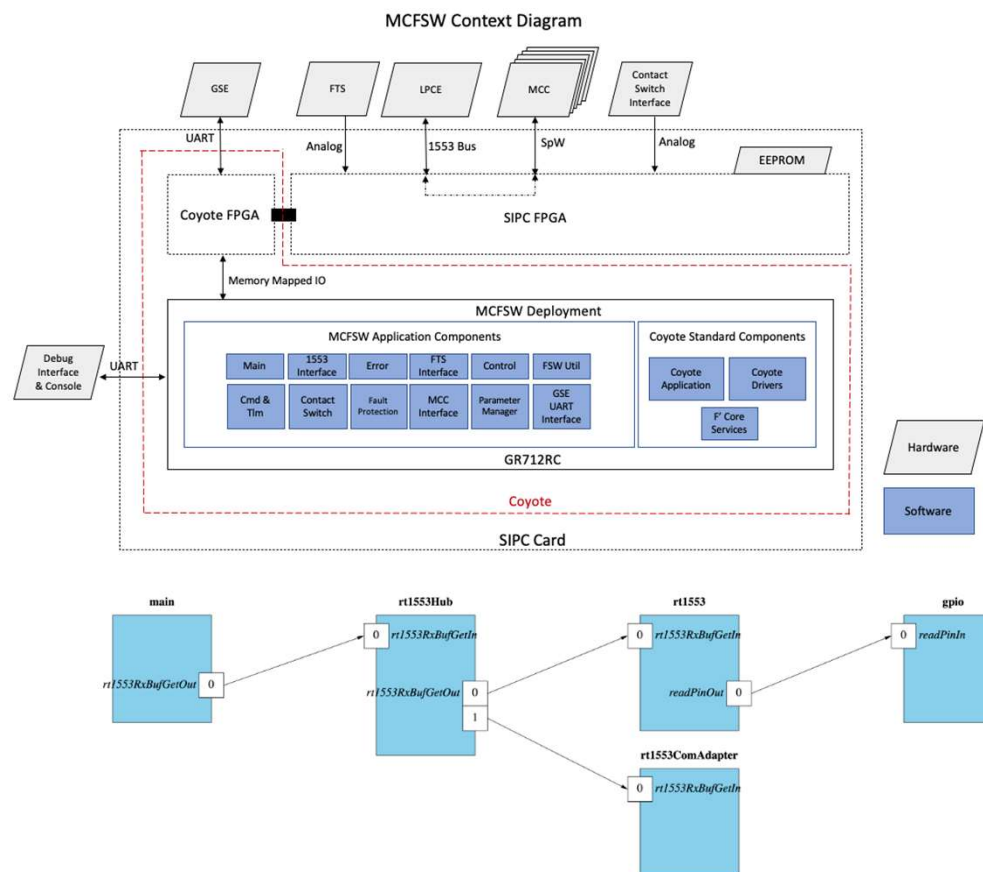 MCFSW Context Diagram
GSE
FTS
LPCE
MCC
Contact
Switch
Interface
UART
Analog
1553 Bus
SpW
Analog
EEPROM
Coyote FPGA
SIPC FPGA
Memory Mapped IO
MCFSW Deployment
MCFSW Application Components
Coyote Standard Components
Main
1553
Interface
Error
FTS
Interface
Control
FSW Util
Coyote
Application
Coyote
Drivers
Debug
Interface
& Console
UART
Cmd &
Tlm
Contact
Switch
Fault
Protection
MCC
Interface
Parameter
Manager
GSE
UART
Interface
F' Core
Services
GR712RC
Hardware
Coyote
Software
SIPC Card
main
rt1553Hub
rt1553
gpio
0
rt1553RxBufGetIn
0
rt1553RxBufGetIn
0
readPinIn
rt1553RxBufGetOut
0
rt1553RxBufGetOut
0
readPinOut
0
1
rt1553ComAdapter
0
rt1553RxBufGetIn